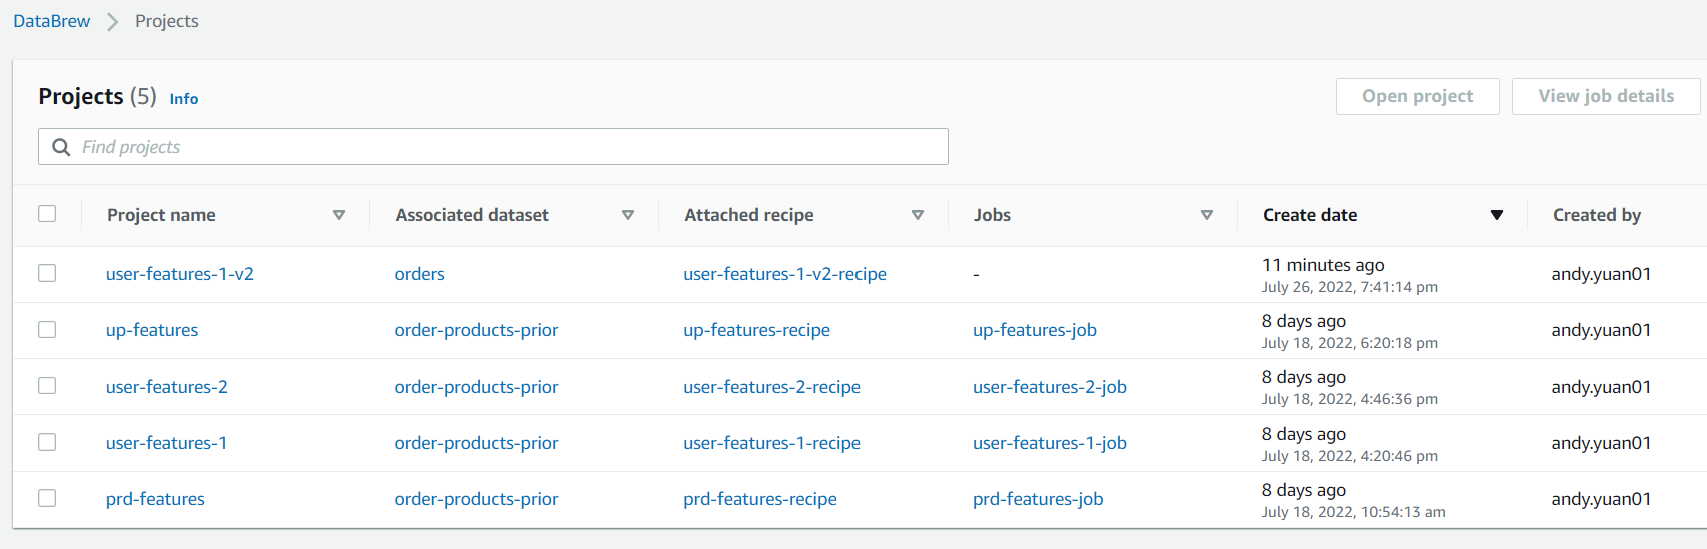 DataBrew Projects
Projects (5) Info
Open project View job details
Find projects
Project name Associated dataset Attached recipe Jobs Create date Created by
user-features-1-v2 orders user-features-1-v2-recipe - 11 minutes ago andy.yuan01
July 26, 2022, 7:41:14 pm
up-features order-products-prior up-features-recipe up-features-job 8 days ago andy.yuan01
July 18, 2022, 6:20:18 pm
user-features-2 order-products-prior user-features-2-recipe user-features-2-job 8 days ago andy.yuan01
July 18, 2022, 4:46:36 pm
user-features-1 order-products-prior user-features-1-recipe user-features-1-job 8 days ago andy.yuan01
July 18, 2022, 4:20:46 pm
prd-features order-products-prior prd-features-recipe prd-features-job 8 days ago andy.yuan01
July 18, 2022, 10:54:13 am